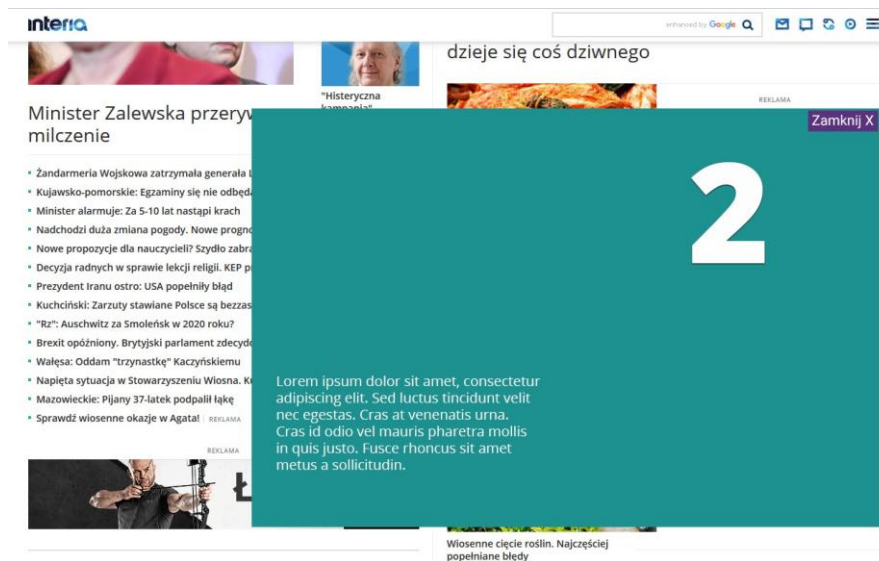 interia
enhanced by Google
dzieje się coś dziwnego
"Histeryczna
kampania"
REKLAMA
Minister Zalewska przeryw
milczenie
Zamknij X
2
Żandarmeria Wojskowa zatrzymała generała
Kujawsko-pomorskie: Egzaminy się nie odbędą
Minister alarmuje: Za 5-10 lat nastąpi krach
Nadchodzi duża zmiana pogody. Nowe progno
Nowe propozycje dla nauczycieli? Szydło zabra
Decyzja radnych w sprawie lekcji religii. KEP p
Prezydent Iranu ostro: USA popełniły błąd
Kuchciński: Zarzuty stawiane Polsce są bezzas
"Rz": Auschwitz za Smoleńsk w 2020 roku?
Brexit opóźniony. Brytyjski parlament zdecydo
Wałęsa: Oddam "trzynastkę" Kaczyńskiemu
Napięta sytuacja w Stowarzyszeniu Wiosna. K
Mazowieckie: Pijany 37-latek podpalił łąkę
Sprawdź wiosenne okazje w Agata! | REKLAMA
Lorem ipsum dolor sit amet, consectetur
adipiscing elit. Sed luctus tincidunt velit
nec egestas. Cras at venenatis urna.
Cras id odio vel mauris pharetra mollis
in quis justo. Fusce rhoncus sit amet
metus a sollicitudin.
REKLAMA
Ł
Wiosenne cięcie roślin. Najczęściej
popełniane błędy